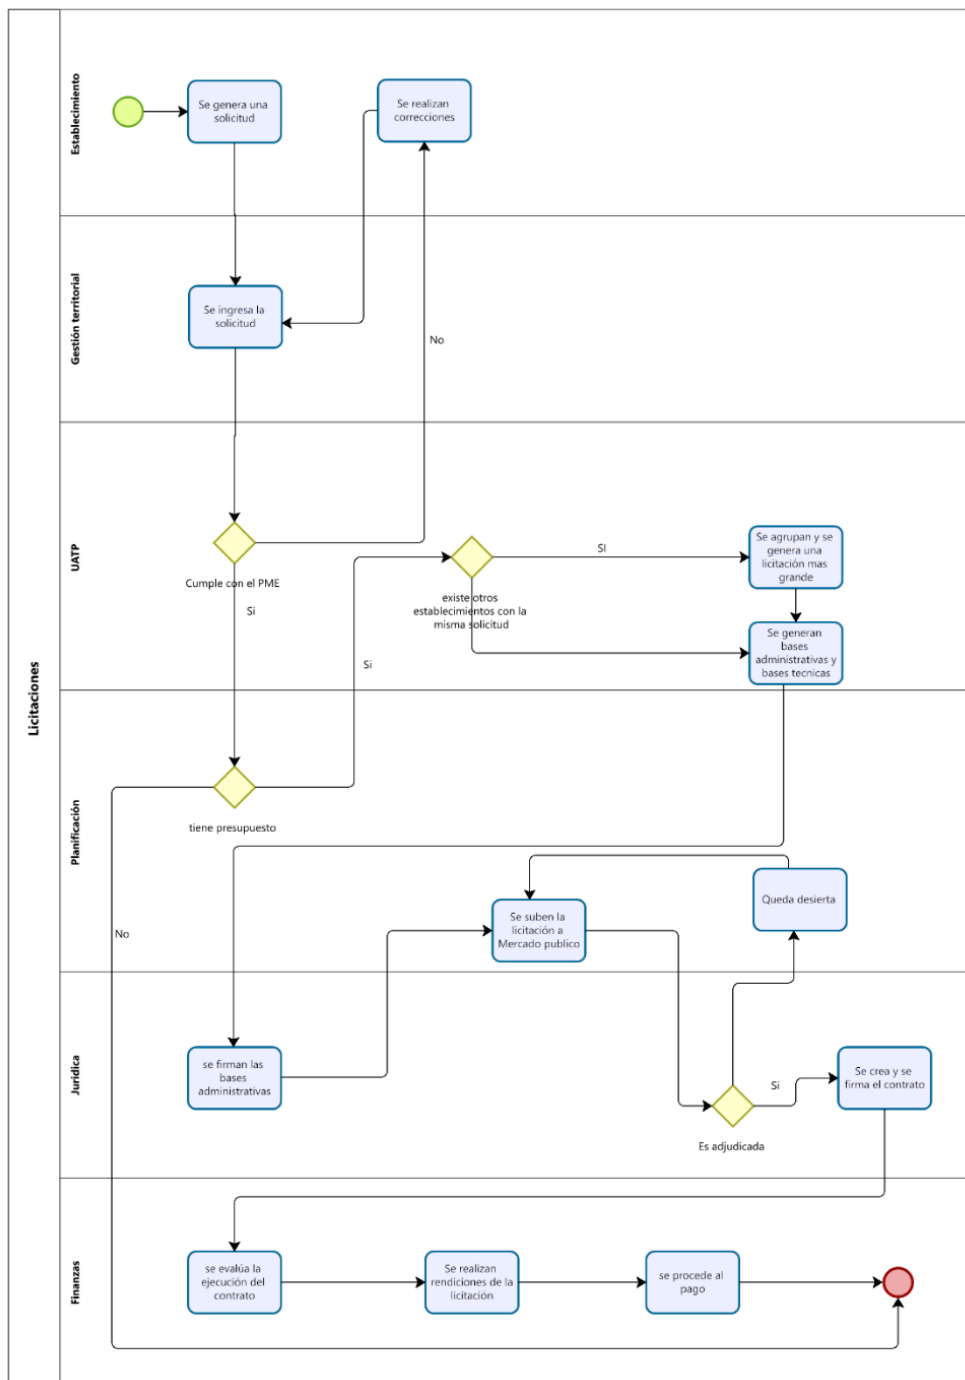 Licitaciones
Establecimiento
Se genera una
solicitud
Se realizan
correcciones
Gestión territorial
Se ingresa la
solicitud
No
UATP
Cumple con el PME
Si
existe otros
establecimientos con la
misma solicitud
SI
Se agrupan y se
genera una
licitación mas
grande
Se generan
bases
administrativas y
bases tecnicas
Si
Planificación
tiene presupuesto
No
Se suben la
licitación a
Mercado publico
Queda desierta
Juridica
se firman las
bases
administrativas
Es adjudicada
Si
Se crea y se
firma el contrato
Finanzas
se evalúa la
ejecución del
contrato
Se realizan
rendiciones de la
licitación
se procede al
pago